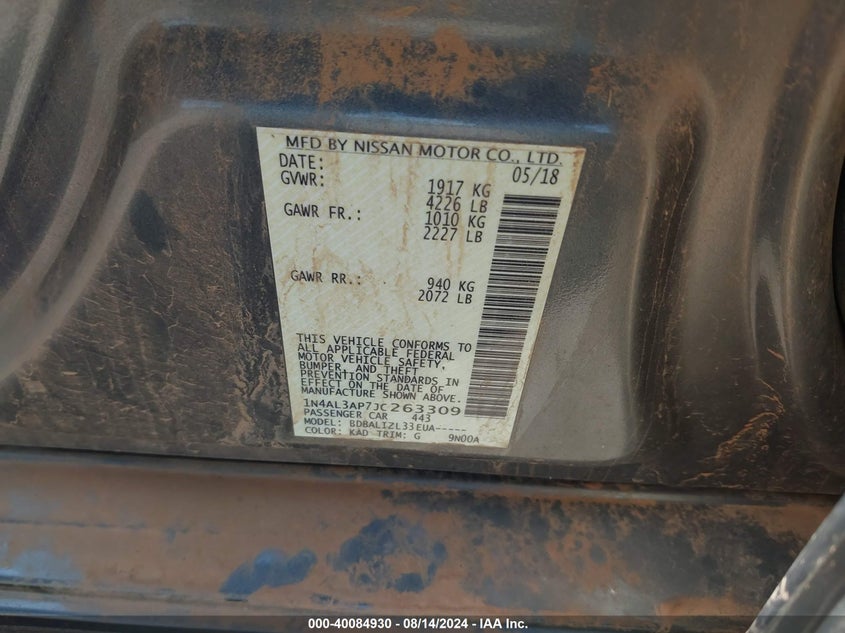 MFD BY NISSAN MOTOR CO., LTD.
DATE: 05/18
GVWR: 1917 KG
4226 LB
GAWR FR.: 1010 KG
2227 LB
GAWR RR.: 940 KG
2072 LB
THIS VEHICLE CONFORMS TO
ALL APPLICABLE FEDERAL
MOTOR VEHICLE SAFETY,
BUMPER, AND THEFT
PREVENTION STANDARDS IN
EFFECT ON THE DATE OF
MANUFACTURE SHOWN ABOVE.
1N4AL3AP7JC263309
PASSENGER CAR 443
MODEL: BDBALIZL33EUA-----
COLOR: KAD TRIM: G 9N00A
000-40084930 - 08/14/2024 - IAA Inc.